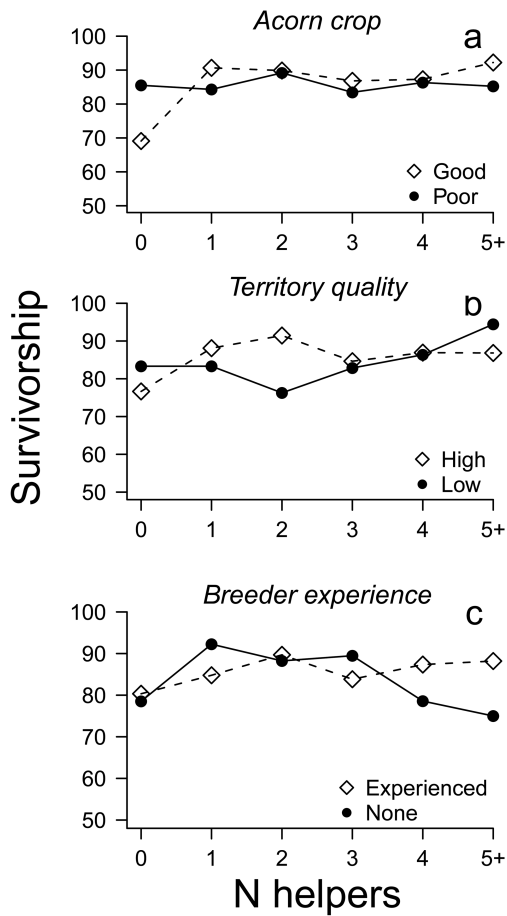 Acorn crop
a
100
90
80
70
60
50
Good
Poor
0 1 2 3 4 5+
Territory quality
b
100
90
80
70
60
50
High
Low
0 1 2 3 4 5+
Survivorship
Breeder experience
c
100
90
80
70
60
50
Experienced
None
0 1 2 3 4 5+
N helpers